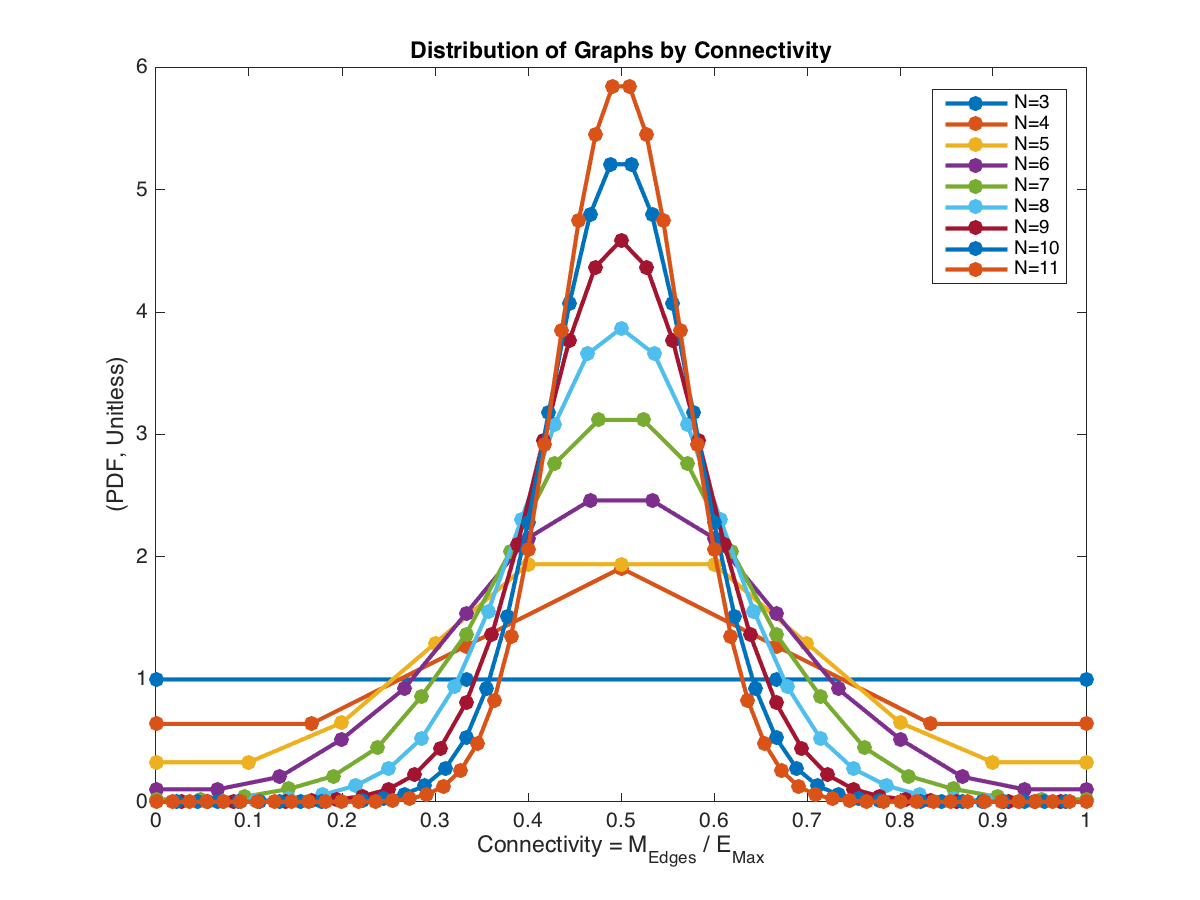 Distribution of Graphs by Connectivity
6
5
4
3
2
1
0
(PDF, Unitless)
N=3
N=4
N=5
N=6
N=7
N=8
N=9
N=10
N=11
0 0.1 0.2 0.3 0.4 0.5 0.6 0.7 0.8 0.9 1
Connectivity = M_Edges / E_Max